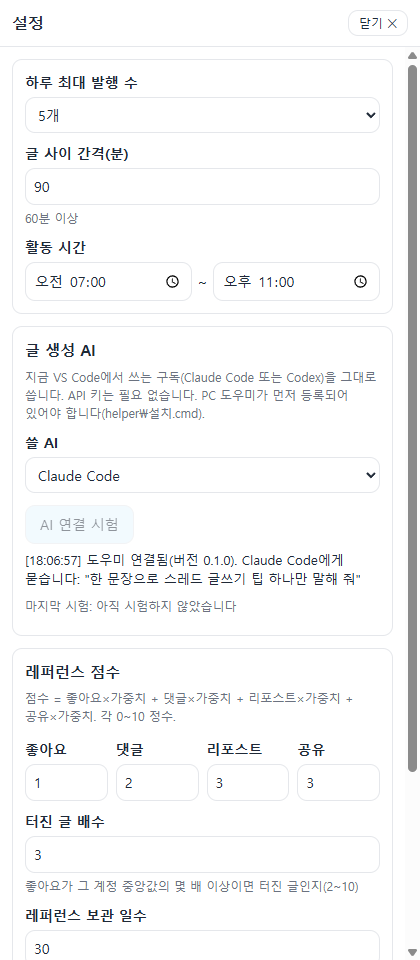 설정
닫기 ×
하루 최대 발행 수
5개
글 사이 간격(분)
90
60분 이상
활동 시간
오전 07:00 ~ 오후 11:00
글 생성 AI
지금 VS Code에서 쓰는 구독(Claude Code 또는 Codex)을 그대로
씁니다. API 키는 필요 없습니다. PC 도우미가 먼저 등록되어
있어야 합니다(helper₩설치.cmd).
쓸 AI
Claude Code
AI 연결 시험
[18:06:57] 도우미 연결됨(버전 0.1.0). Claude Code에게
묻습니다: "한 문장으로 스레드 글쓰기 팁 하나만 말해 줘"
마지막 시험: 아직 시험하지 않았습니다
레퍼런스 점수
점수 = 좋아요×가중치 + 댓글×가중치 + 리포스트×가중치 +
공유×가중치. 각 0~10 정수.
좋아요 댓글 리포스트 공유
1 2 3 3
터진 글 배수
3
좋아요가 그 계정 중앙값의 몇 배 이상이면 터진 글인지(2~10)
레퍼런스 보관 일수
30